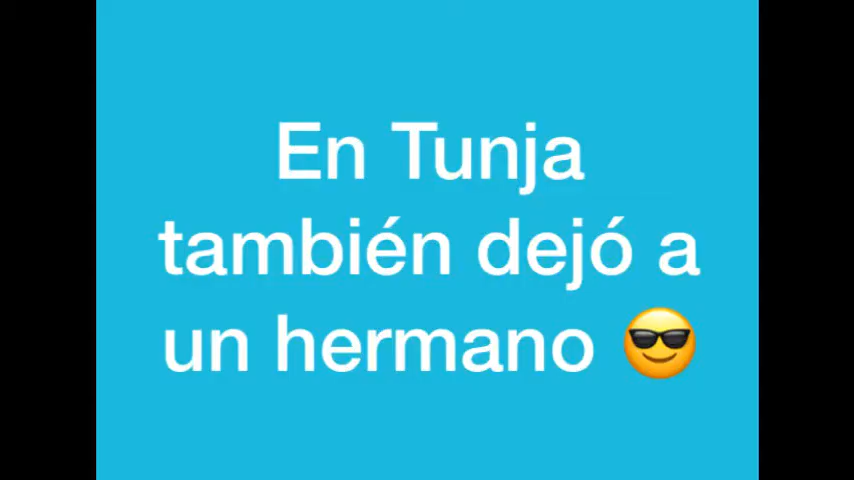 En Tunja
también dejó a
un hermano 😎